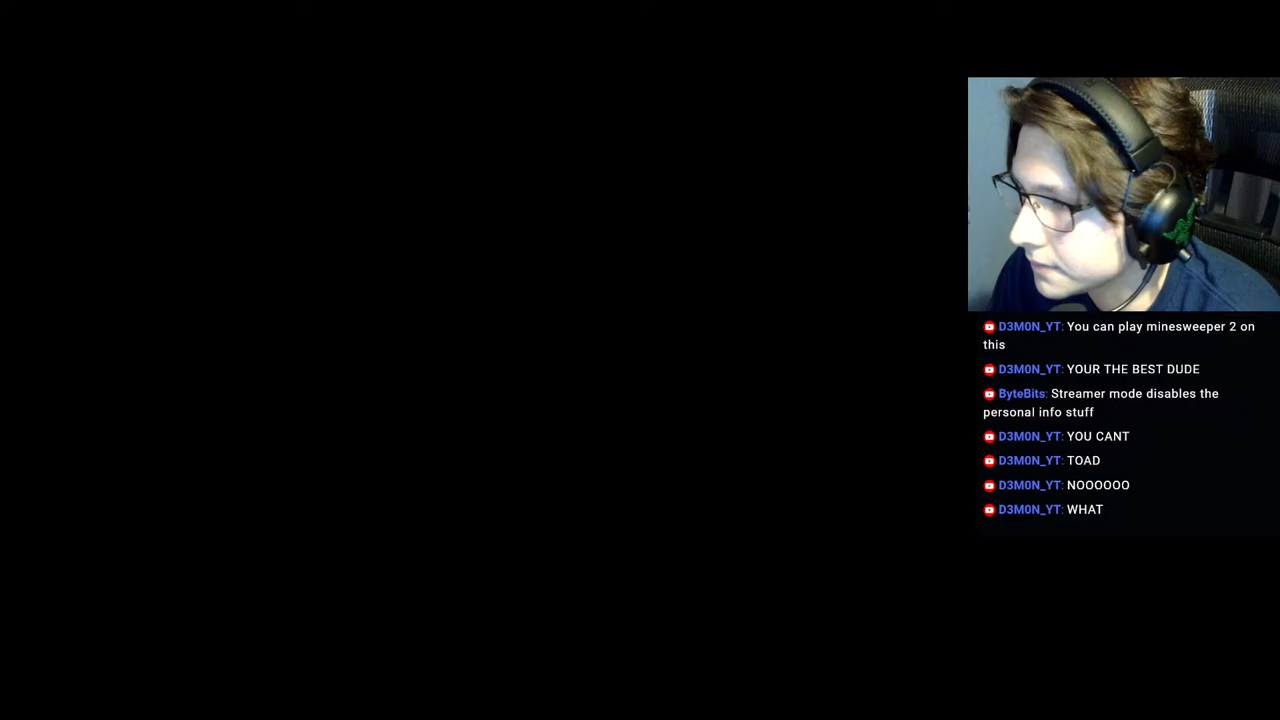 D3M0N_YT: You can play minesweeper 2 on
this
D3M0N_YT: YOUR THE BEST DUDE
ByteBits: Streamer mode disables the
personal info stuff
D3M0N_YT: YOU CANT
D3M0N_YT: TOAD
D3M0N_YT: NOOOOOO
D3M0N_YT: WHAT